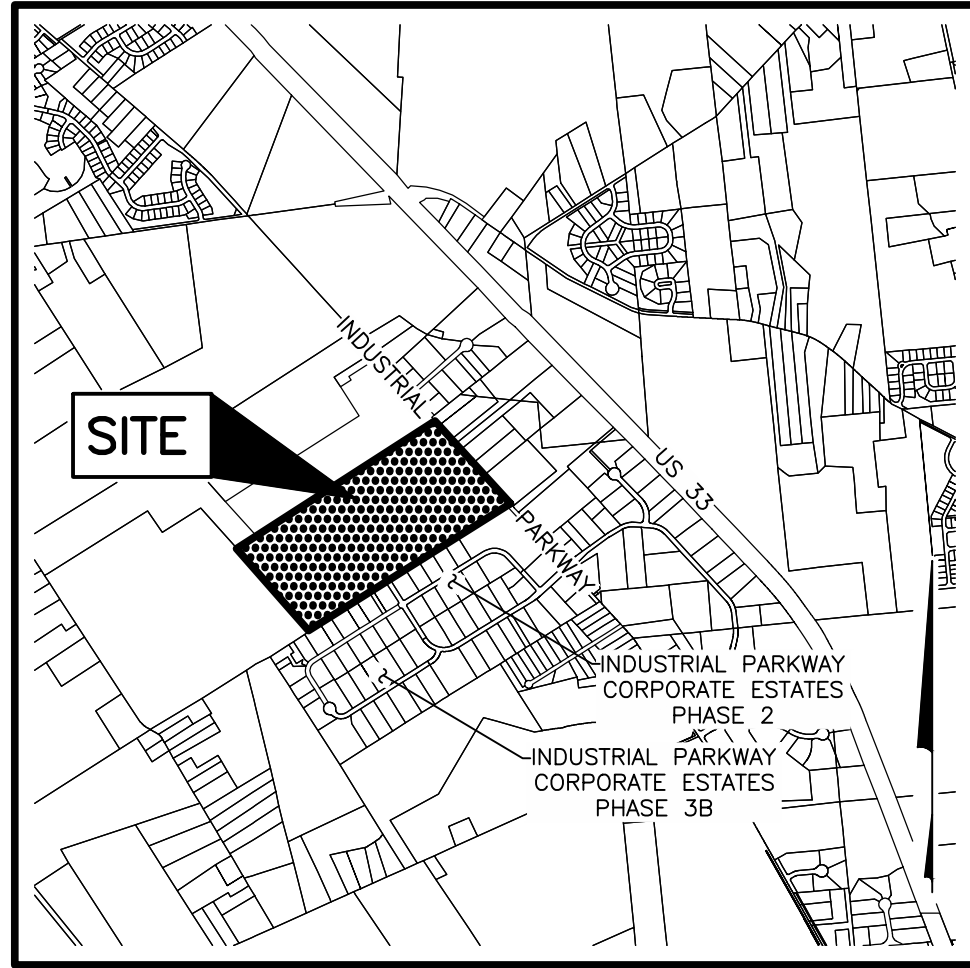 INDUSTRIAL
SITE
US 33
PARKWAY
INDUSTRIAL PARKWAY
CORPORATE ESTATES
PHASE 2
INDUSTRIAL PARKWAY
CORPORATE ESTATES
PHASE 3B